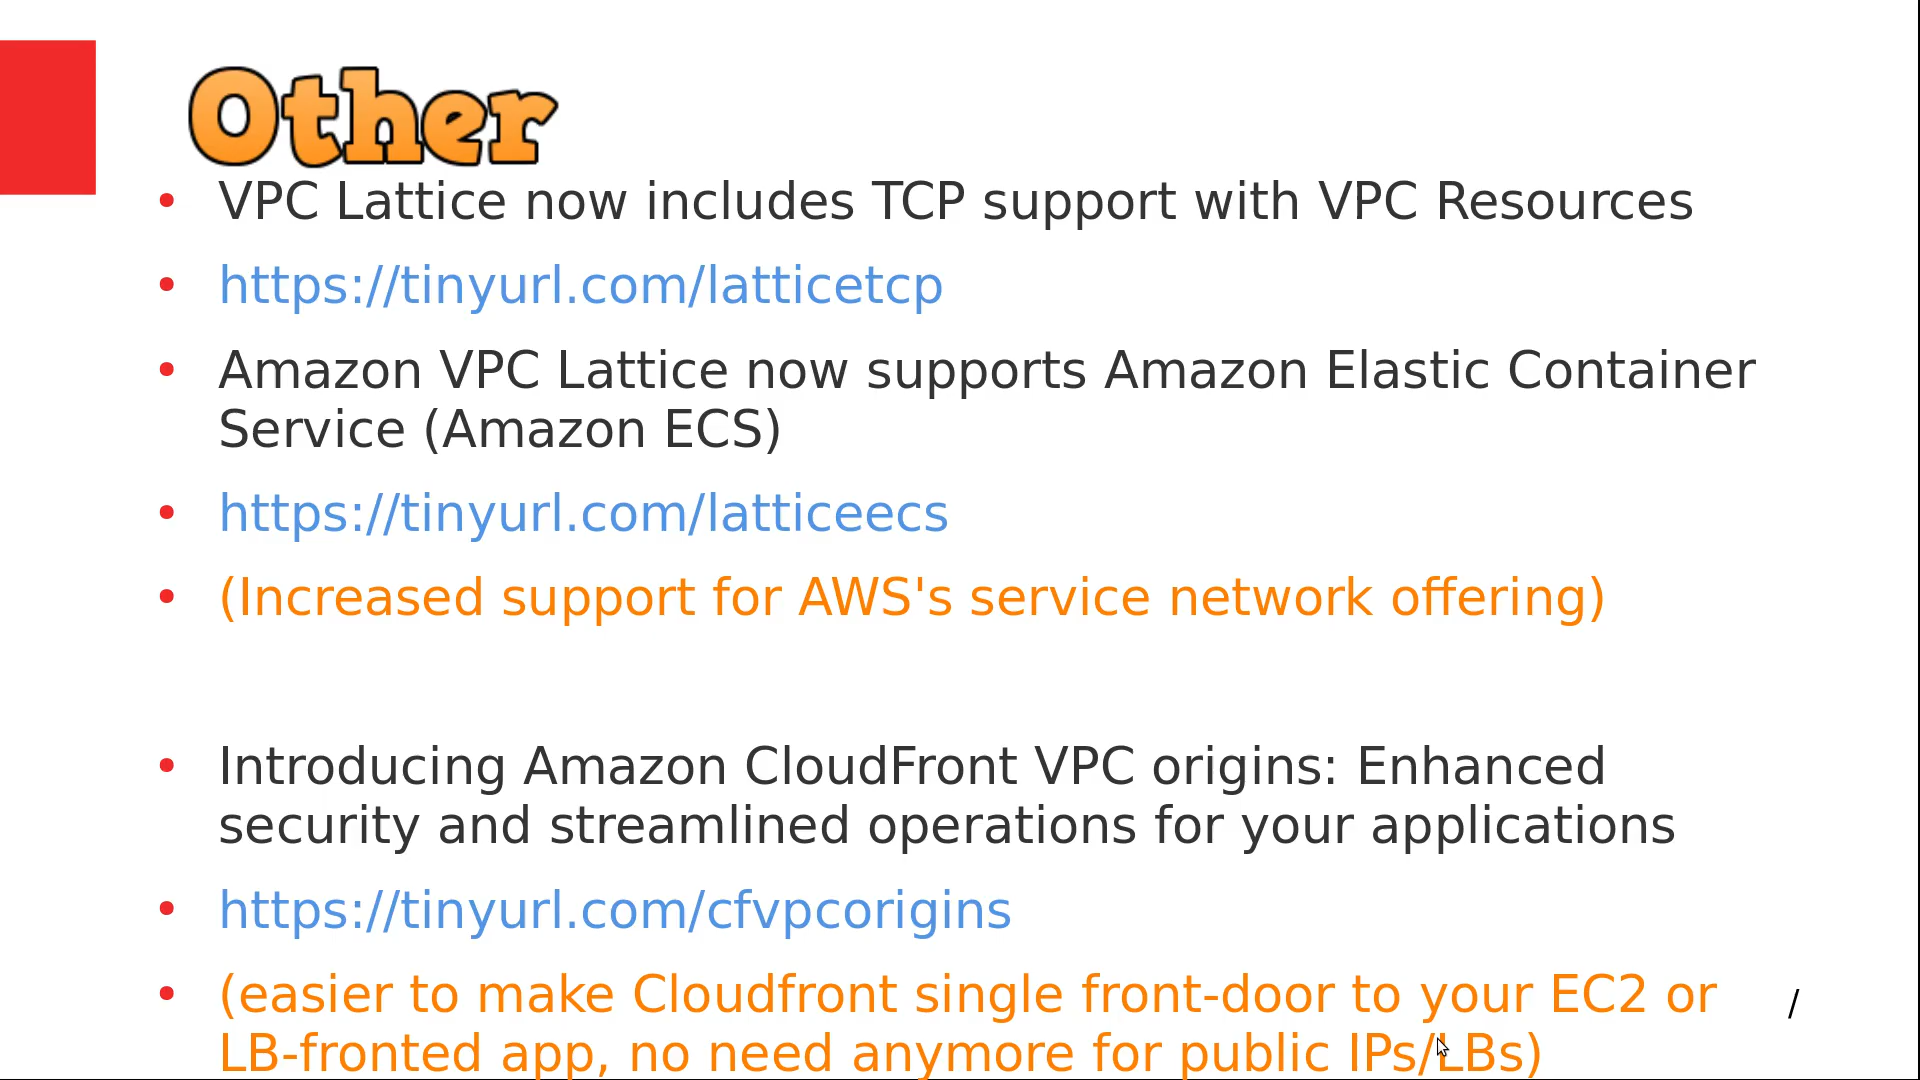 Other
• VPC Lattice now includes TCP support with VPC Resources
• https://tinyurl.com/latticetcp
• Amazon VPC Lattice now supports Amazon Elastic Container
Service (Amazon ECS)
• https://tinyurl.com/latticeecs
• (Increased support for AWS's service network offering)
• Introducing Amazon CloudFront VPC origins: Enhanced
security and streamlined operations for your applications
• https://tinyurl.com/cfvpcorigins
• (easier to make Cloudfront single front-door to your EC2 or
LB-fronted app, no need anymore for public IPs/LBs)
/